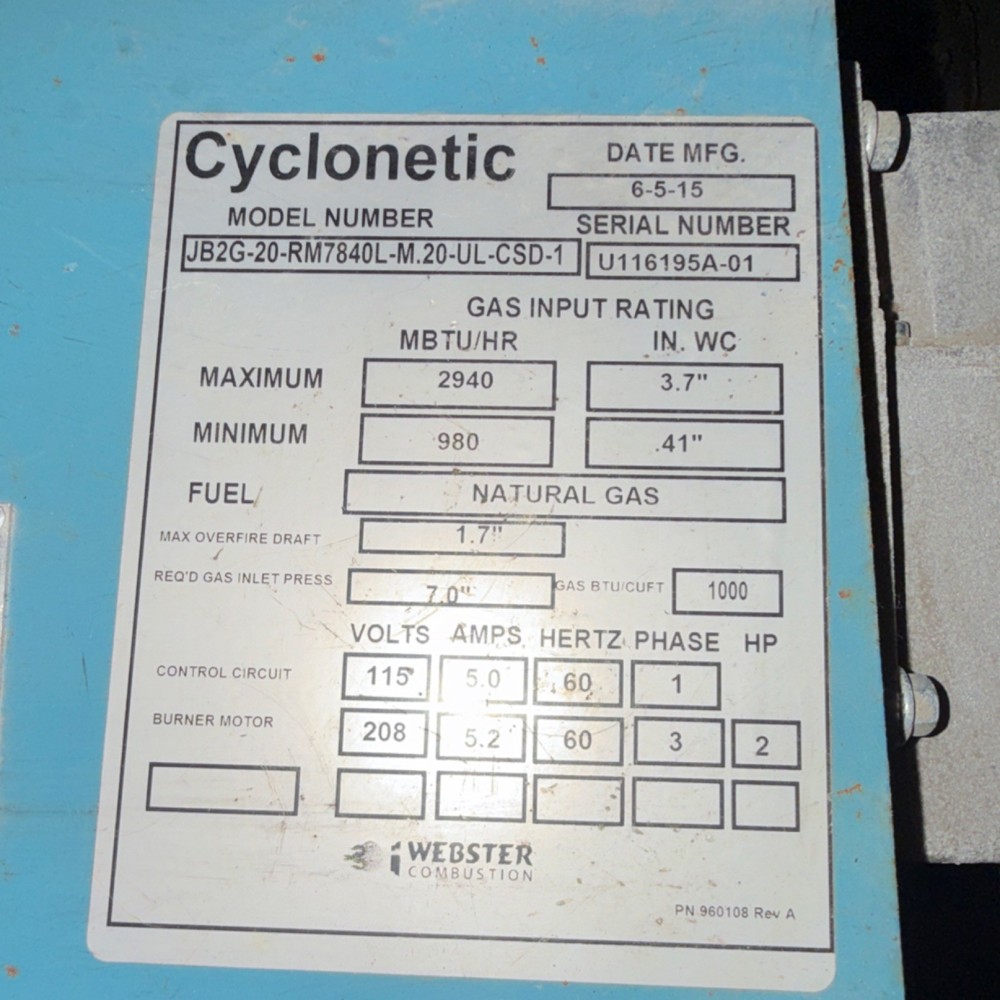 Cyclonetic
DATE MFG.
6-5-15
MODEL NUMBER SERIAL NUMBER
JB2G-20-RM7840L-M.20-UL-CSD-1 U116195A-01
GAS INPUT RATING
MBTU/HR IN. WC
MAXIMUM 2940 3.7"
MINIMUM 980 .41"
FUEL NATURAL GAS
MAX OVERFIRE DRAFT 1.7"
REQ'D GAS INLET PRESS 7.0" GAS BTU/CUFT 1000
VOLTS AMPS HERTZ PHASE HP
CONTROL CIRCUIT 115 5.0 60 1
BURNER MOTOR 208 5.2 60 3 2
WEBSTER
COMBUSTION
PN 960108 Rev A